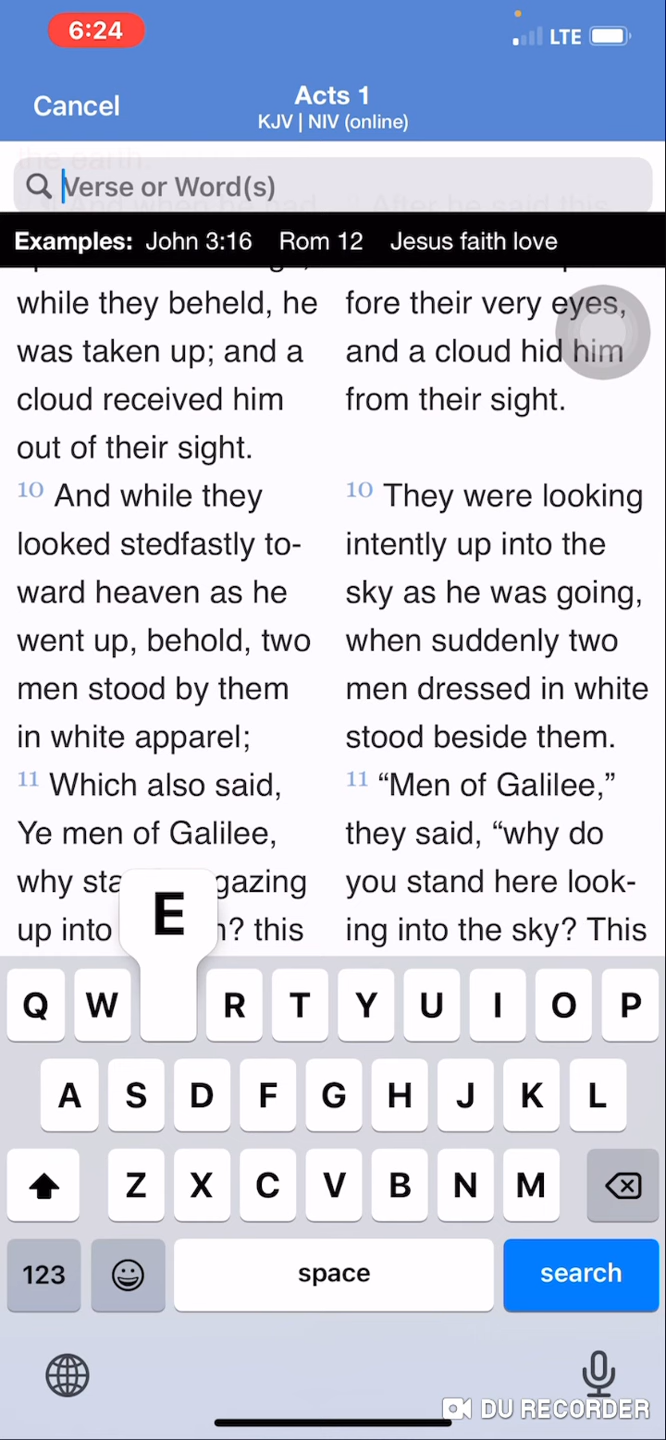 6:24
LTE
Cancel
Acts 1
KJV | NIV (online)
Verse or Word(s)
Examples: John 3:16 Rom 12 Jesus faith love
while they beheld, he
was taken up; and a
cloud received him
out of their sight.
10 And while they
looked stedfastly to-
ward heaven as he
went up, behold, two
men stood by them
in white apparel;
11 Which also said,
Ye men of Galilee,
why sta gazing
up into n? this
fore their very eyes,
and a cloud hid him
from their sight.
10 They were looking
intently up into the
sky as he was going,
when suddenly two
men dressed in white
stood beside them.
11 “Men of Galilee,”
they said, “why do
you stand here look-
ing into the sky? This
E
Q W R T Y U I O P
A S D F G H J K L
Z X C V B N M
123 space search
DU RECORDER